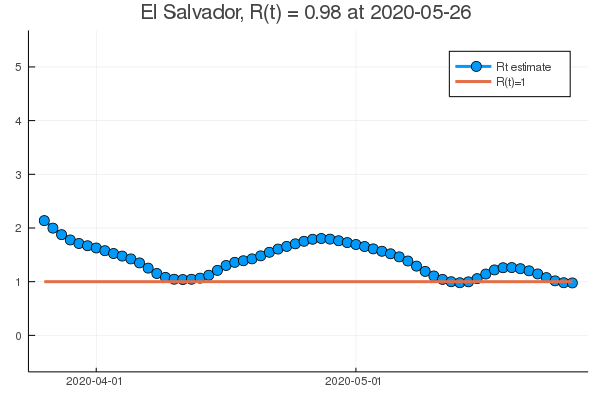 El Salvador, R(t) = 0.98 at 2020-05-26
5
4
3
2
1
0
Rt estimate
R(t)=1
2020-04-01
2020-05-01